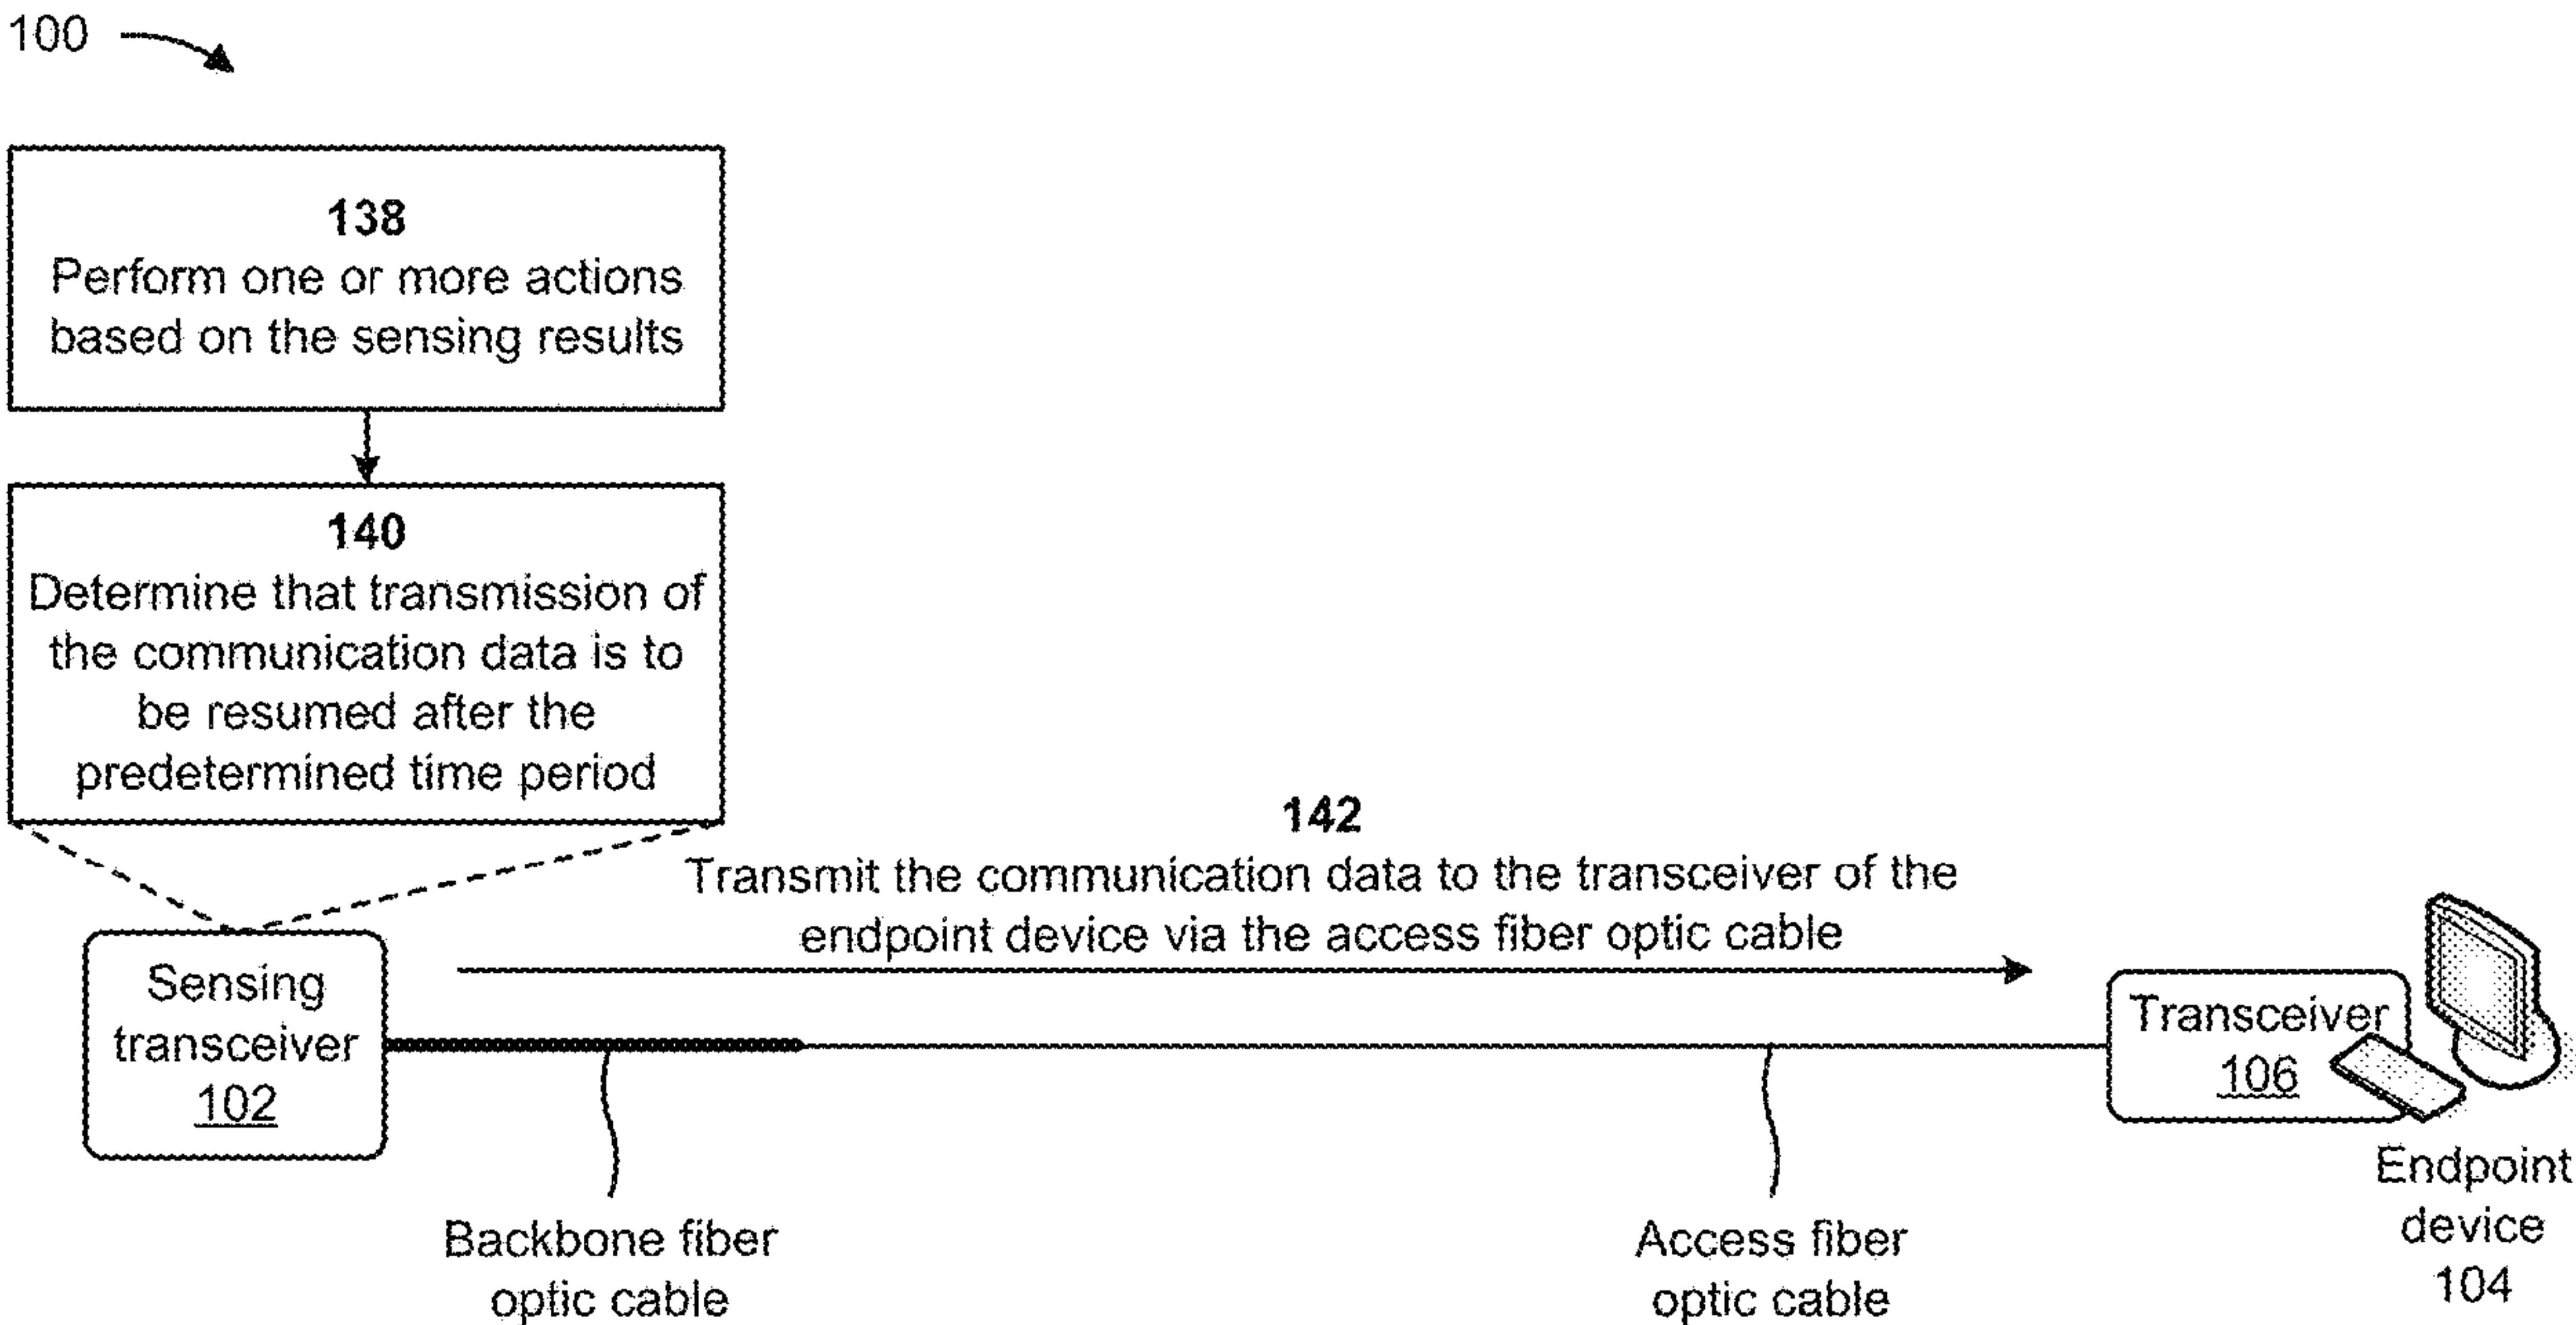 100
138
Perform one or more actions
based on the sensing results
140
Determine that transmission of
the communication data is to
be resumed after the
predetermined time period
142
Transmit the communication data to the transceiver of the
endpoint device via the access fiber optic cable
Sensing
transceiver
102
Transceiver
106
Backbone fiber
optic cable
Access fiber
optic cable
Endpoint
device
104